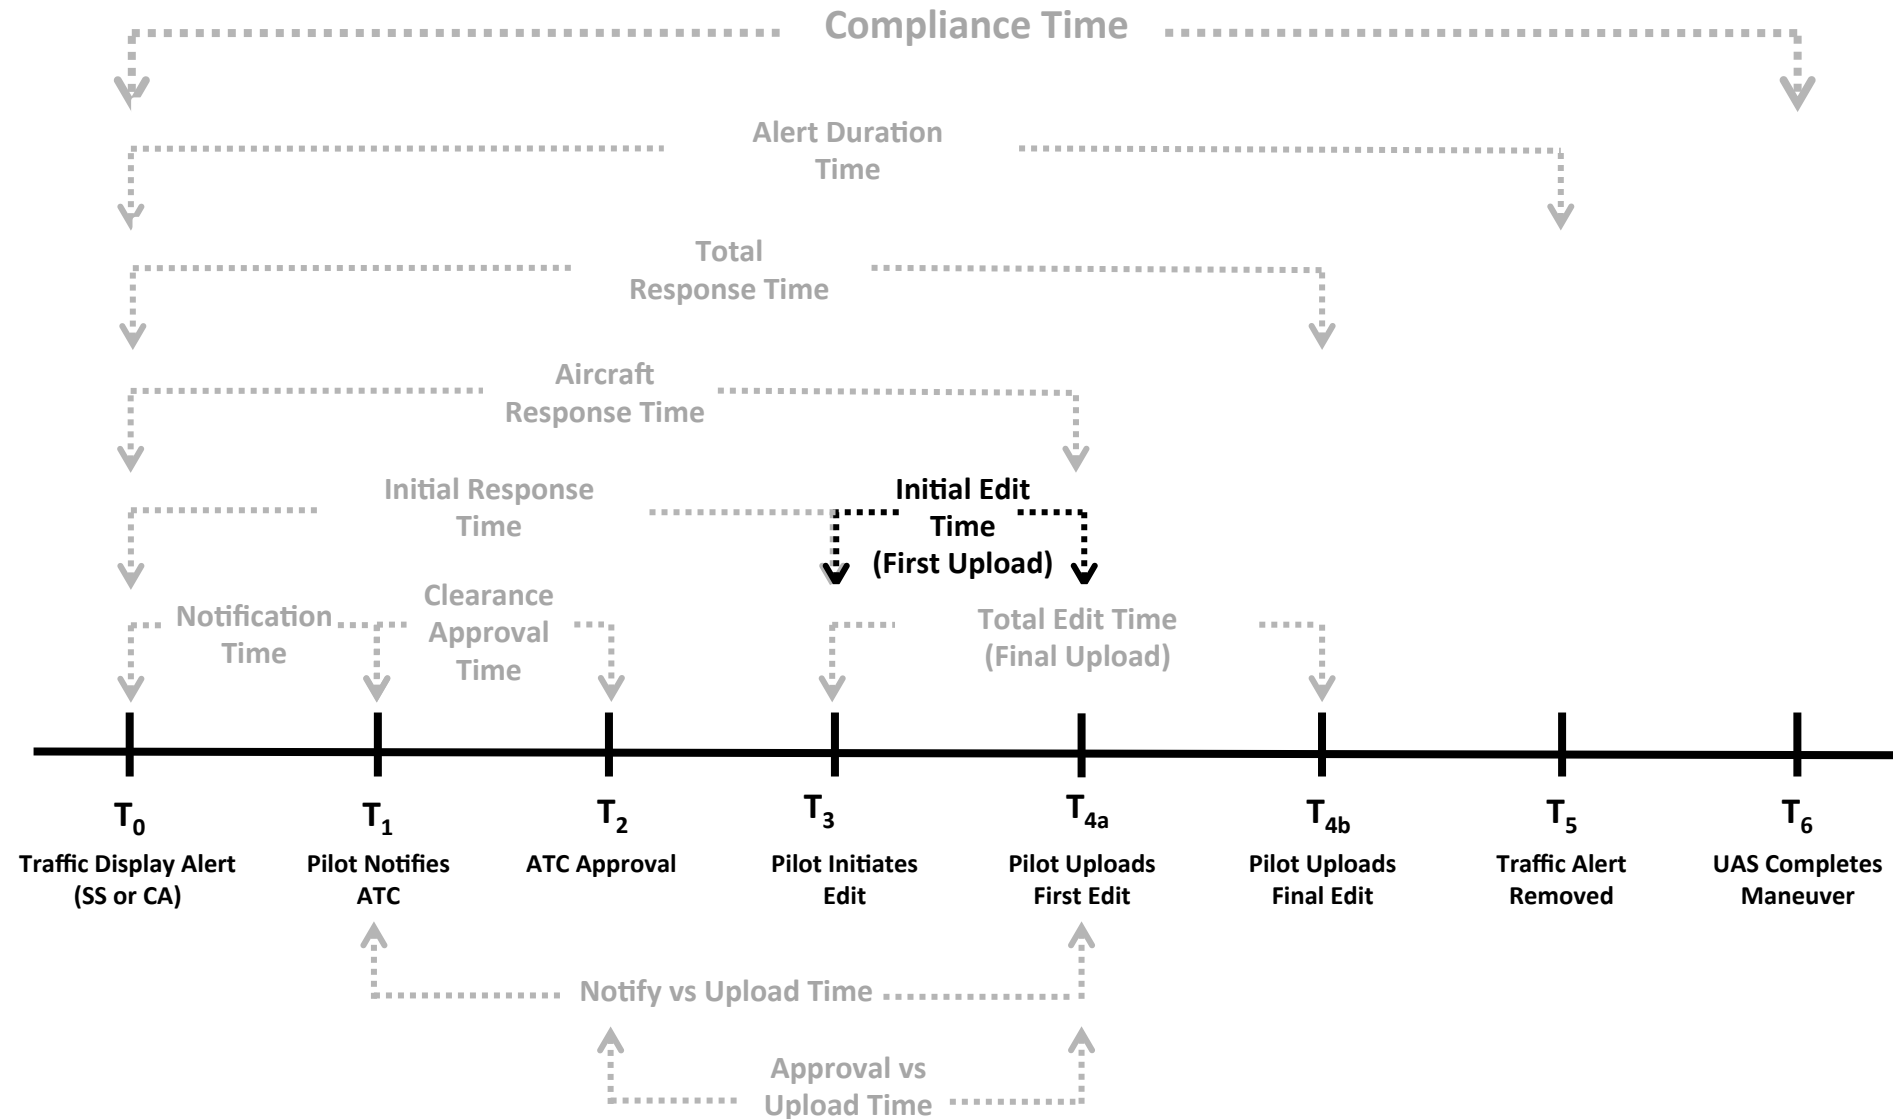 Compliance Time
Alert Duration
Time
Total
Response Time
Aircraft
Response Time
Initial Response
Time
Initial Edit
Time
(First Upload)
Notification
Time
Clearance
Approval
Time
Total Edit Time
(Final Upload)
T0
T1
T2
T3
T4a
T4b
T5
T6
Traffic Display Alert
(SS or CA)
Pilot Notifies
ATC
ATC Approval
Pilot Initiates
Edit
Pilot Uploads
First Edit
Pilot Uploads
Final Edit
Traffic Alert
Removed
UAS Completes
Maneuver
Notify vs Upload Time
Approval vs
Upload Time